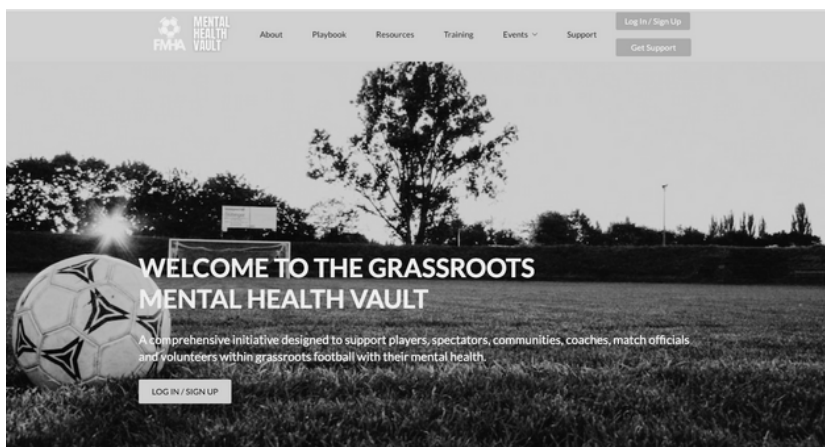 FMHA
MENTAL
HEALTH
VAULT
About
Playbook
Resources
Training
Events
Support
Log In / Sign Up
Get Support
WELCOME TO THE GRASSROOTS
MENTAL HEALTH VAULT
A comprehensive initiative designed to support players, spectators, communities, coaches, match officials
and volunteers within grassroots football with their mental health.
LOG IN / SIGN UP